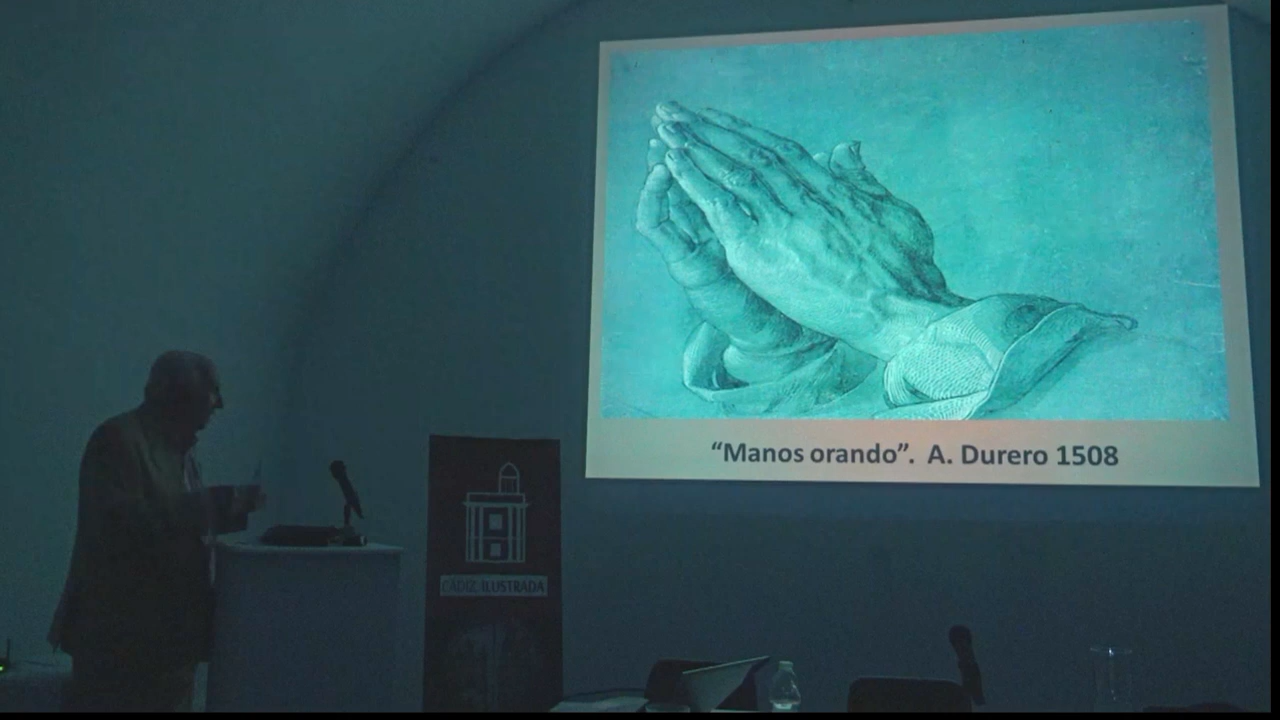 “Manos orando”. A. Durero 1508
CÁDIZ ILUSTRADA